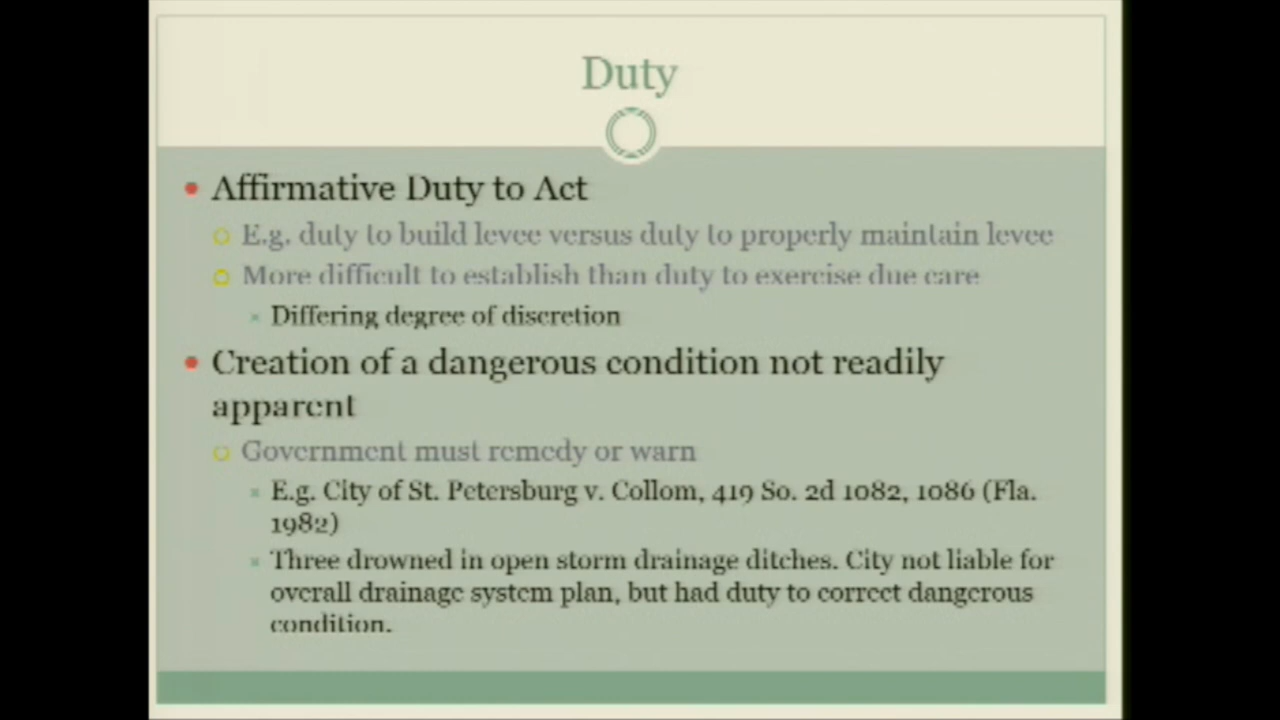 Duty
Affirmative Duty to Act
E.g. duty to build levee versus duty to properly maintain levee
More difficult to establish than duty to exercise due care
Differing degree of discretion
Creation of a dangerous condition not readily
apparent
Government must remedy or warn
E.g. City of St. Petersburg v. Collom, 419 So. 2d 1082, 1086 (Fla.
1982)
Three drowned in open storm drainage ditches. City not liable for
overall drainage system plan, but had duty to correct dangerous
condition.